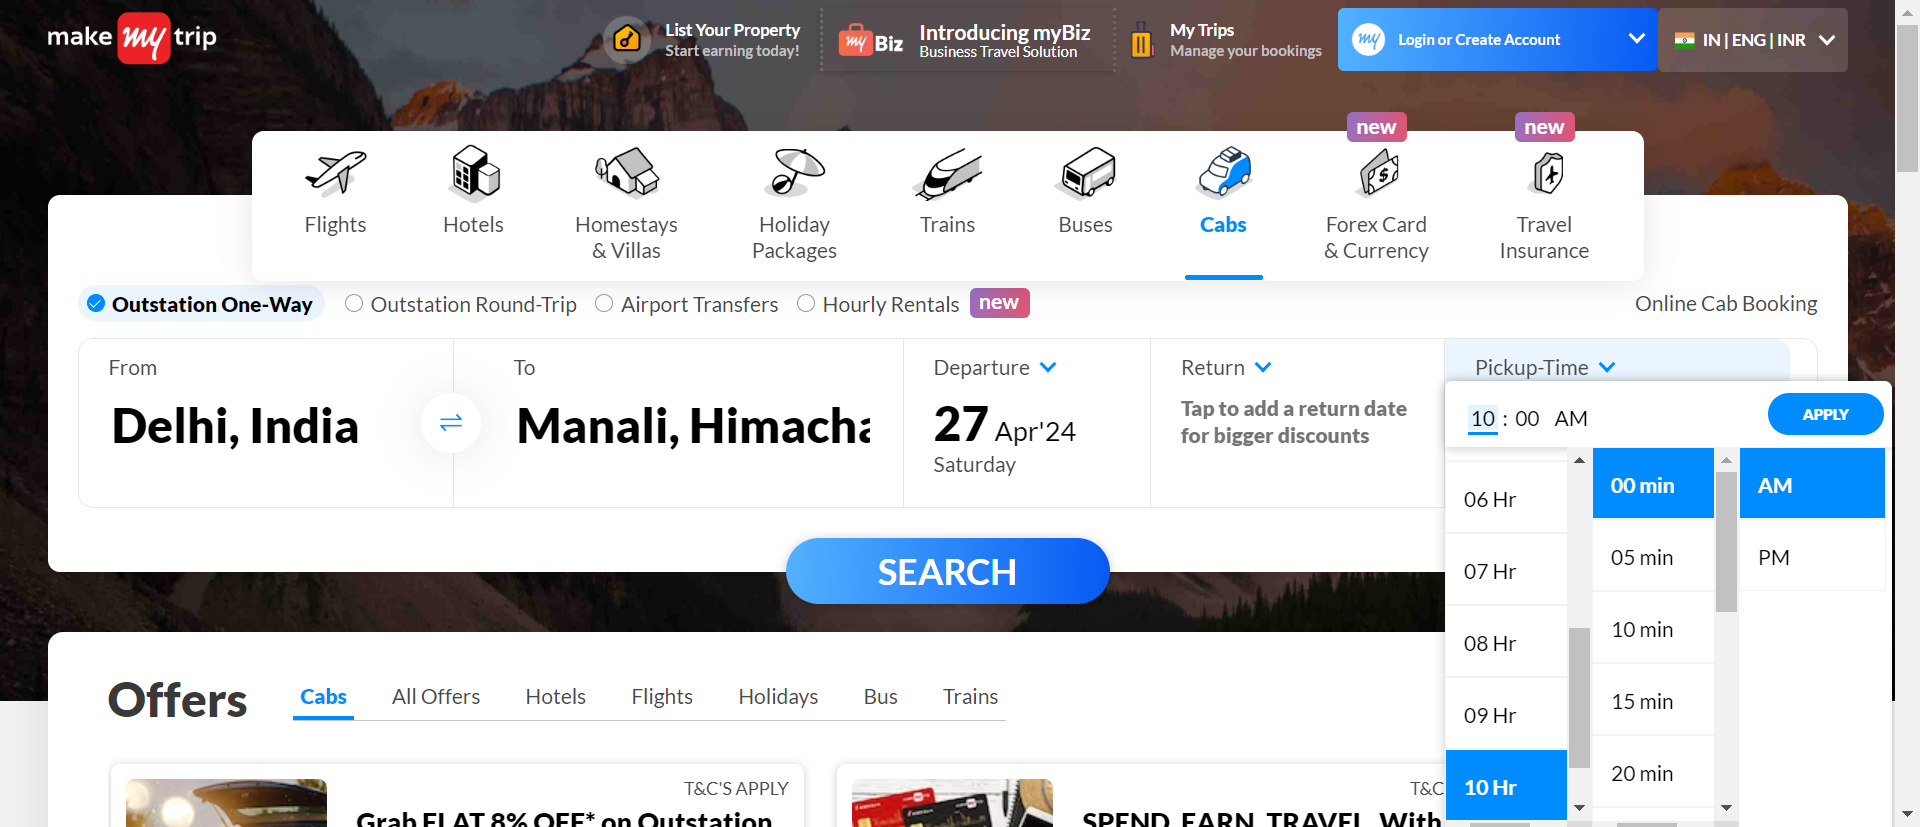 make my trip
List Your Property
Start earning today!
my Biz
Introducing myBiz
Business Travel Solution
My Trips
Manage your bookings
my Login or Create Account
IN | ENG | INR
new
new
Flights
Hotels
Homestays
& Villas
Holiday
Packages
Trains
Buses
Cabs
Forex Card
& Currency
Travel
Insurance
Outstation One-Way
Outstation Round-Trip
Airport Transfers
Hourly Rentals
new
Online Cab Booking
From
Delhi, India
To
Manali, Himacha
Departure
27 Apr'24
Saturday
Return
Tap to add a return date
for bigger discounts
Pickup-Time
10 : 00 AM
APPLY
06 Hr
07 Hr
08 Hr
09 Hr
10 Hr
00 min
05 min
10 min
15 min
20 min
AM
PM
SEARCH
Offers
Cabs
All Offers
Hotels
Flights
Holidays
Bus
Trains
T&C'S APPLY
Grab FLAT 8% OFF* on Outstation
T&C
SPEND, EARN, TRAVEL With